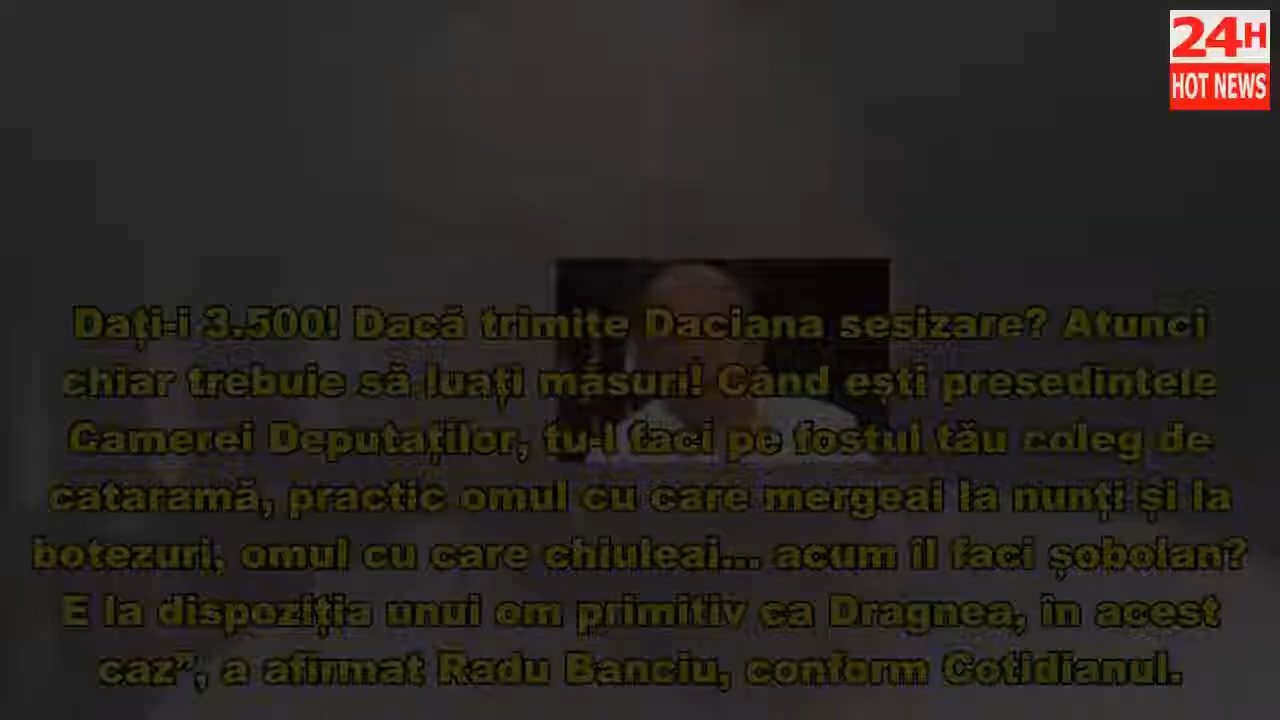 24H
HOT NEWS
Dați-i 3.500! Dacă trimite Daciana sesizare? Atunci
chiar trebuie să luați măsuri! Când ești presedintele
Camerei Deputaților, tu-l faci pe fostul tău coleg de
cataramă, practic omul cu care mergeai la nunți și la
botezuri, omul cu care chiuleai... acum îl faci șobolan?
E la dispoziția unui om primitiv ca Dragnea, în acest
caz”, a afirmat Radu Banciu, conform Cotidianul.